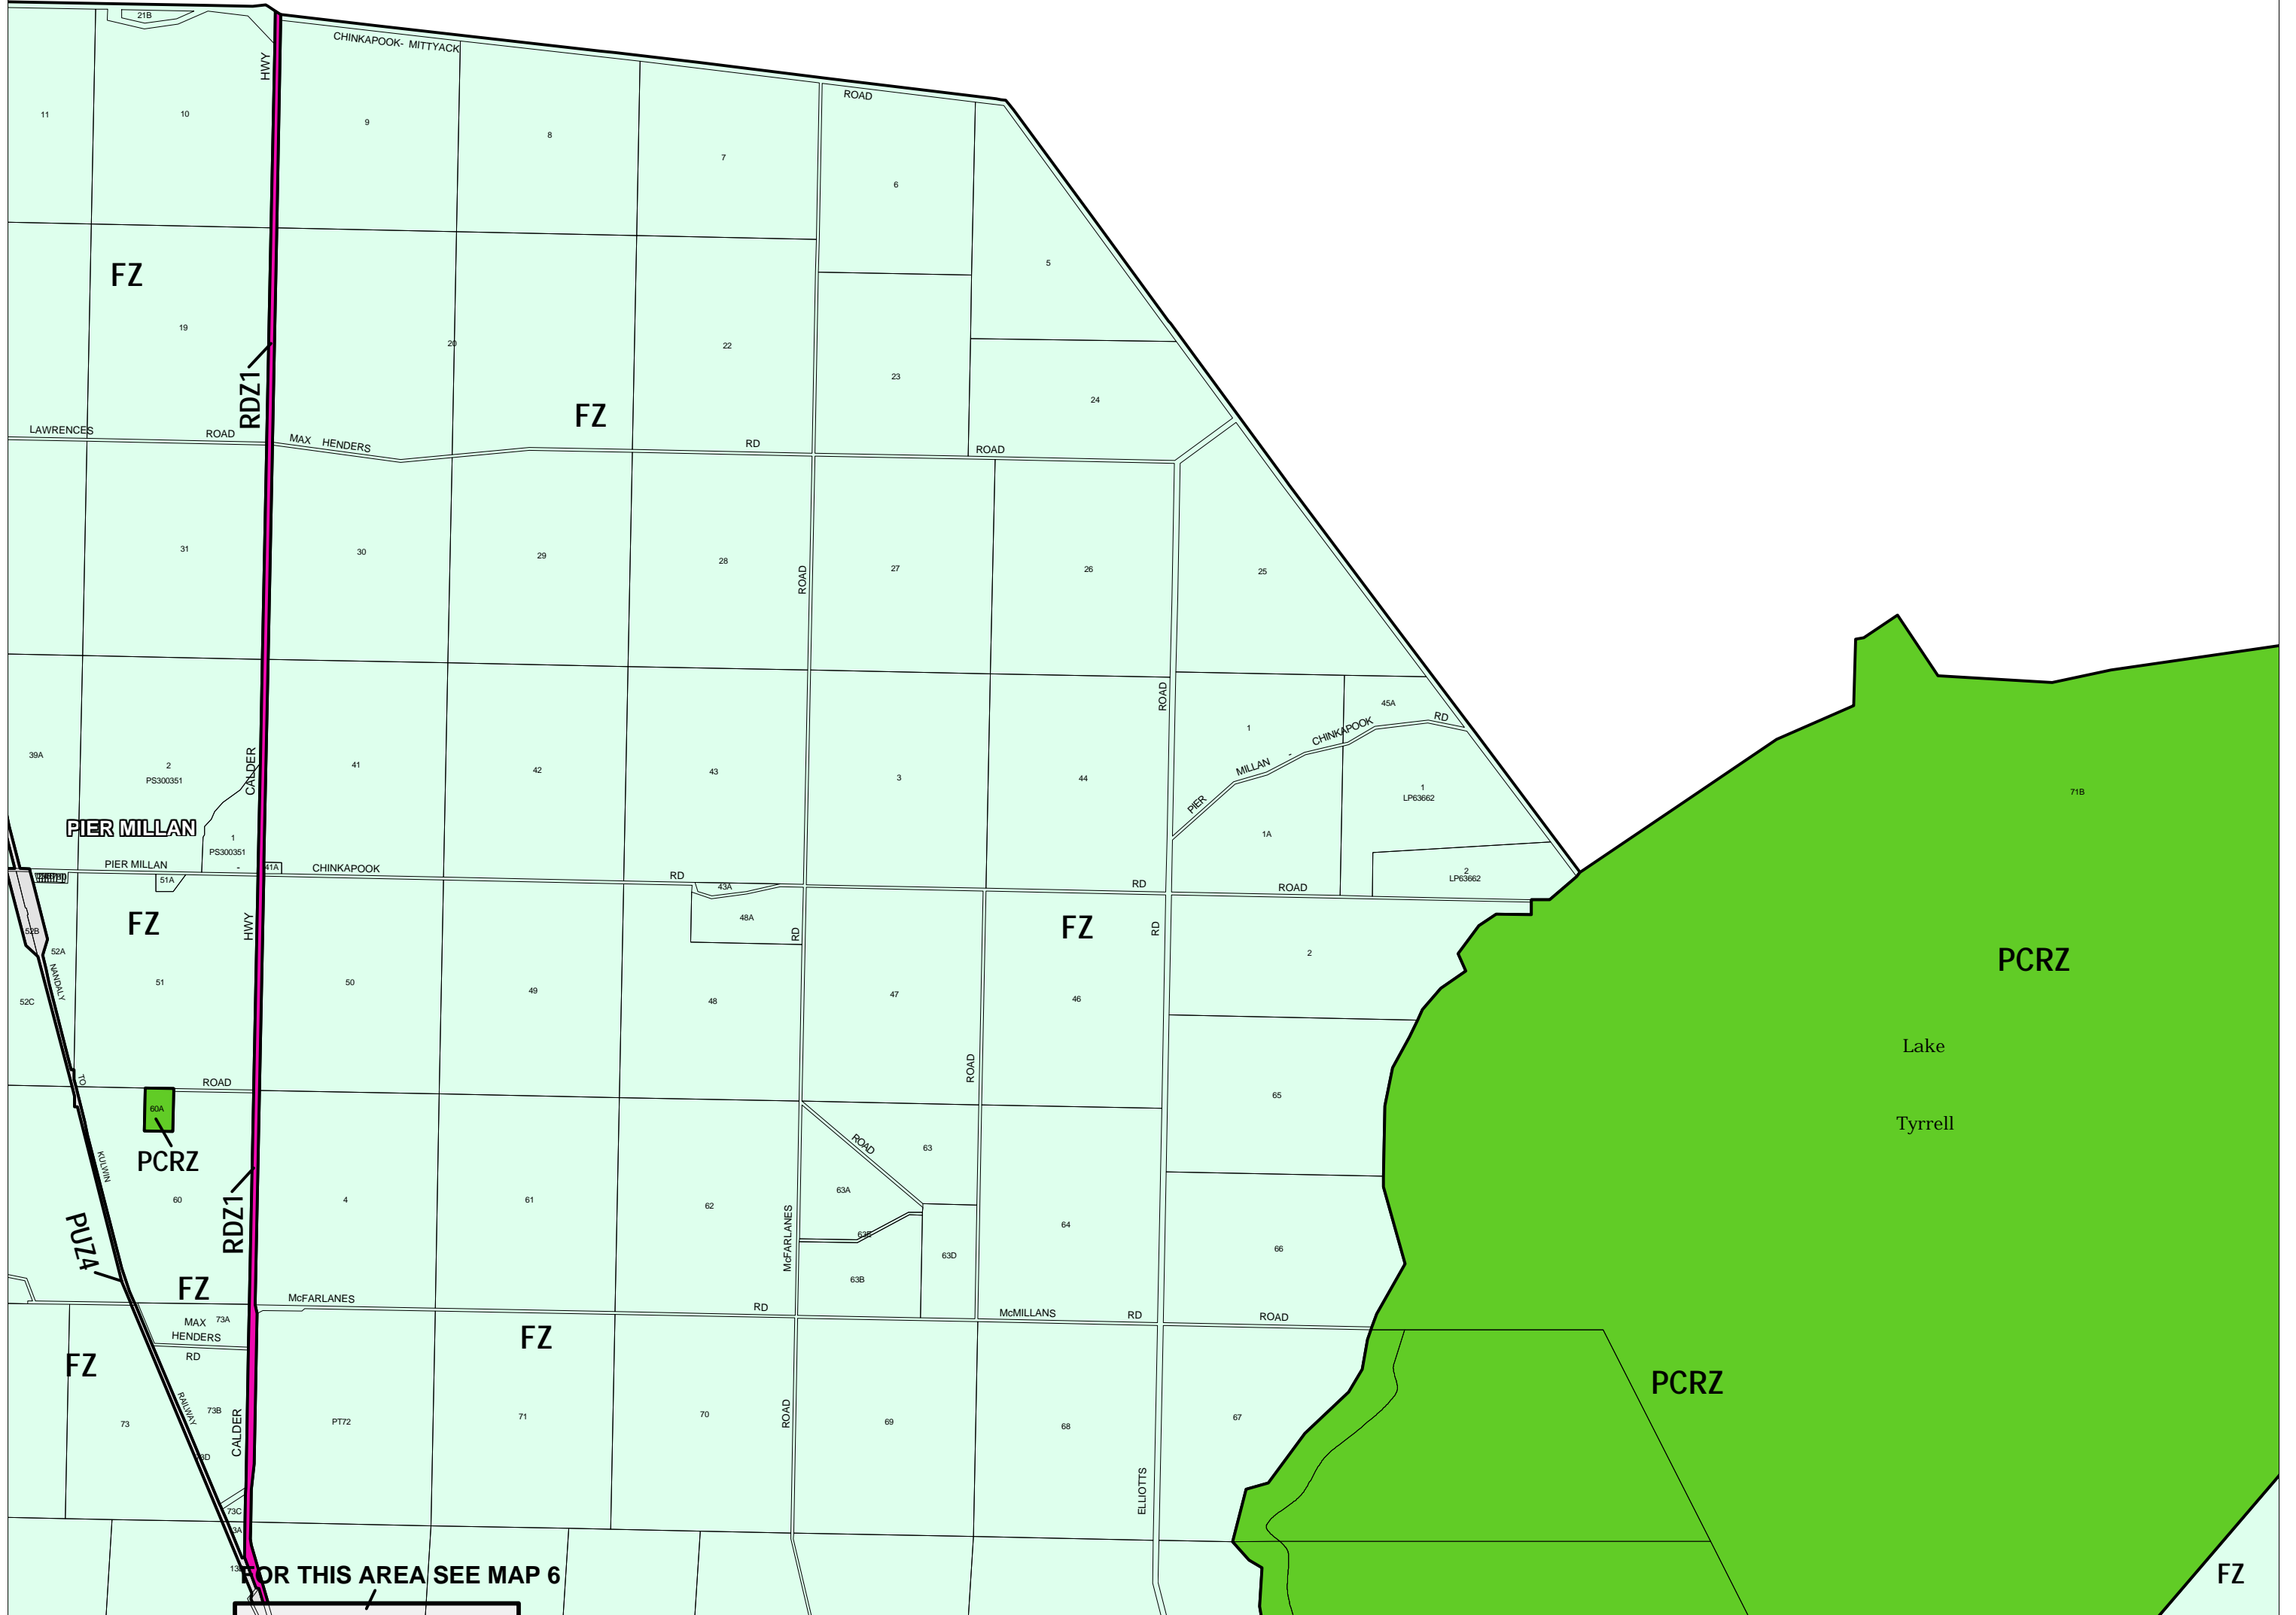 21B
CHINKAPOOK- MITTYACK
HWY
ROAD
11
10
9
8
7
6
5
FZ
19
20
22
23
24
RDZ1
FZ
LAWRENCES
ROAD
MAX HENDERS
RD
ROAD
31
30
29
28
ROAD
27
26
25
39A
2
PS300351
CALDER
41
42
43
3
44
ROAD
1
45A
PIER
MILLAN
-
CHINKAPOOK
RD
1
LP63662
71B
PIER MILLAN
1
PS300351
1A
PIER MILLAN
-
41A
CHINKAPOOK
RD
RD
ROAD
2
LP63662
51A
43A
48A
FZ
HWY
RD
FZ
RD
52B
52A
NANDALY
52C
51
50
49
48
47
46
2
PCRZ
Lake
Tyrrell
TO
ROAD
ROAD
60A
PCRZ
65
KULWIN
60
RDZ1
4
61
62
ROAD
63
63A
63E
63D
63B
64
66
McFARLANES
PUZ4
FZ
McFARLANES
RD
McMILLANS
RD
ROAD
MAX
73A
HENDERS
RD
FZ
FZ
PCRZ
RAILWAY
73B
73
CALDER
PT72
71
70
ROAD
69
68
67
73C
ELLIOTTS
FOR THIS AREA SEE MAP 6
FZ